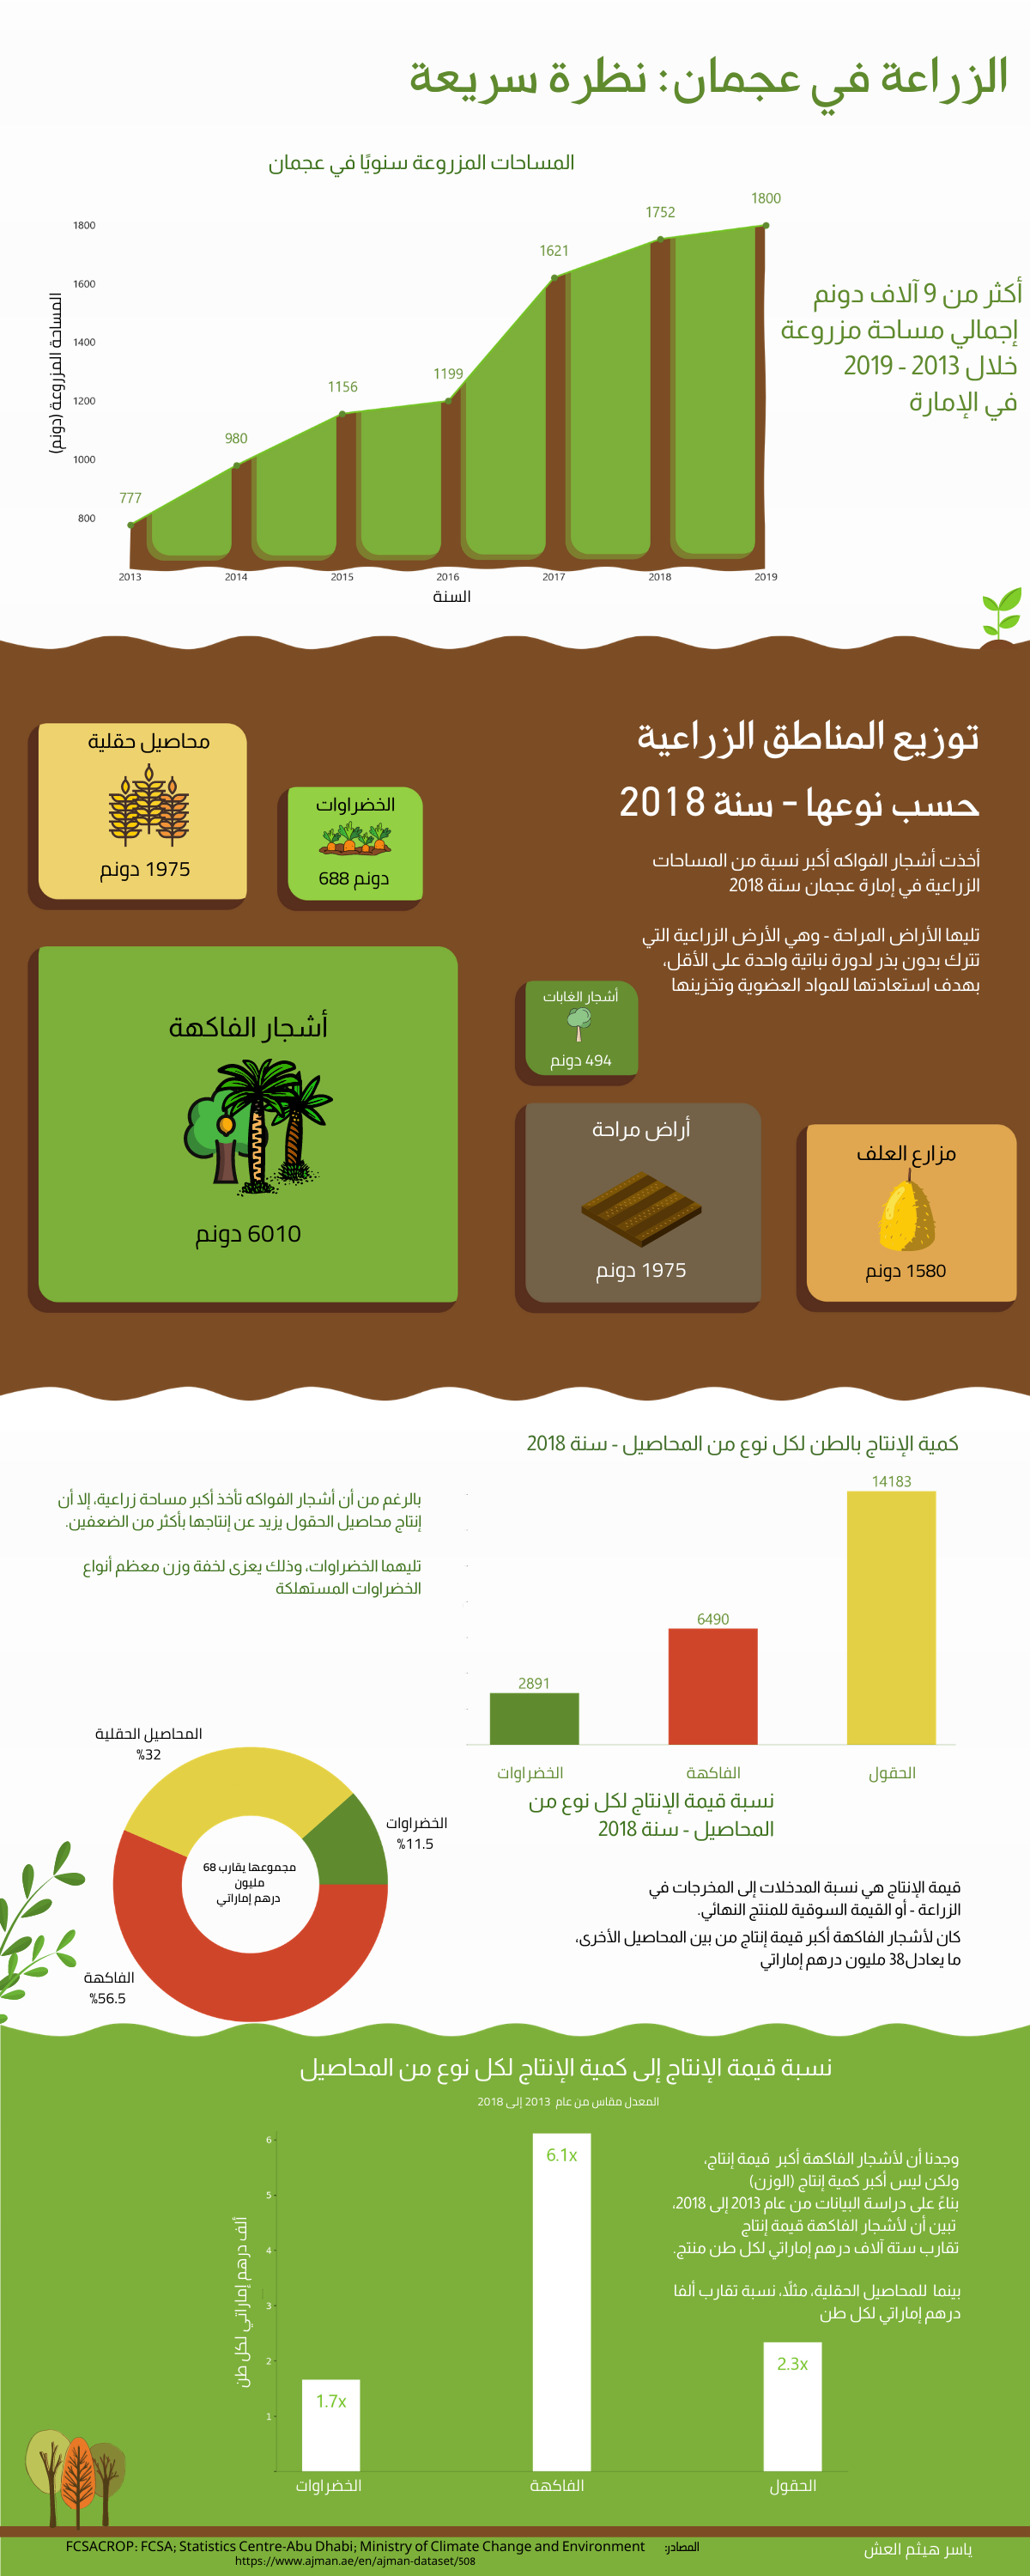 الزراعة في عجمان: نظرة سريعة
المساحات المزروعة سنويًا في عجمان
أكثر من 9 آلاف دونم
إجمالي مساحة مزروعة
خلال 2013 - 2019
في الإمارة
المساحة المزروعة (دونم)
1800
1600
1400
1200
1000
800
777
980
1156
1199
1621
1752
1800
2013
2014
2015
2016
2017
2018
2019
السنة
توزيع المناطق الزراعية
حسب نوعها - سنة 2018
أخذت أشجار الفواكه أكبر نسبة من المساحات
الزراعية في إمارة عجمان سنة 2018
تليها الأراض المراحة - وهي الأرض الزراعية التي
تترك بدون بذر لدورة نباتية واحدة على الأقل،
بهدف استعادتها للمواد العضوية وتخزينها
محاصيل حقلية
1975 دونم
الخضراوات
688 دونم
أشجار الفاكهة
6010 دونم
أشجار الغابات
494 دونم
أراض مراحة
1975 دونم
مزارع العلف
1580 دونم
كمية الإنتاج بالطن لكل نوع من المحاصيل - سنة 2018
14183
6490
2891
الحقول
الفاكهة
الخضراوات
بالرغم من أن أشجار الفواكه تأخذ أكبر مساحة زراعية، إلا أن
إنتاج محاصيل الحقول يزيد عن إنتاجها بأكثر من الضعفين.
تليهما الخضراوات، وذلك يعزى لخفة وزن معظم أنواع
الخضراوات المستهلكة
نسبة قيمة الإنتاج لكل نوع من
المحاصيل - سنة 2018
قيمة الإنتاج هي نسبة المدخلات إلى المخرجات في
الزراعة - أو القيمة السوقية للمنتج النهائي.
كان لأشجار الفاكهة أكبر قيمة إنتاج من بين المحاصيل الأخرى،
ما يعادل38 مليون درهم إماراتي
المحاصيل الحقلية
%32
الخضراوات
%11.5
مجموعها يقارب 68
مليون
درهم إماراتي
الفاكهة
%56.5
نسبة قيمة الإنتاج إلى كمية الإنتاج لكل نوع من المحاصيل
المعدل مقاس من عام 2013 إلى 2018
وجدنا أن لأشجار الفاكهة أكبر قيمة إنتاج،
ولكن ليس أكبر كمية إنتاج (الوزن)
بناءً على دراسة البيانات من عام 2013 إلى 2018،
تبين أن لأشجار الفاكهة قيمة إنتاج
تقارب ستة آلاف درهم إماراتي لكل طن منتج.
بينما للمحاصيل الحقلية، مثلًا، نسبة تقارب ألفا
درهم إماراتي لكل طن
ألف درهم إماراتي لكل طن
6
5
4
3
2
1
1.7x
6.1x
2.3x
الخضراوات
الفاكهة
الحقول
ياسر هيثم العش
المصادر: FCSACROP: FCSA; Statistics Centre-Abu Dhabi; Ministry of Climate Change and Environment
https://www.ajman.ae/en/ajman-dataset/508